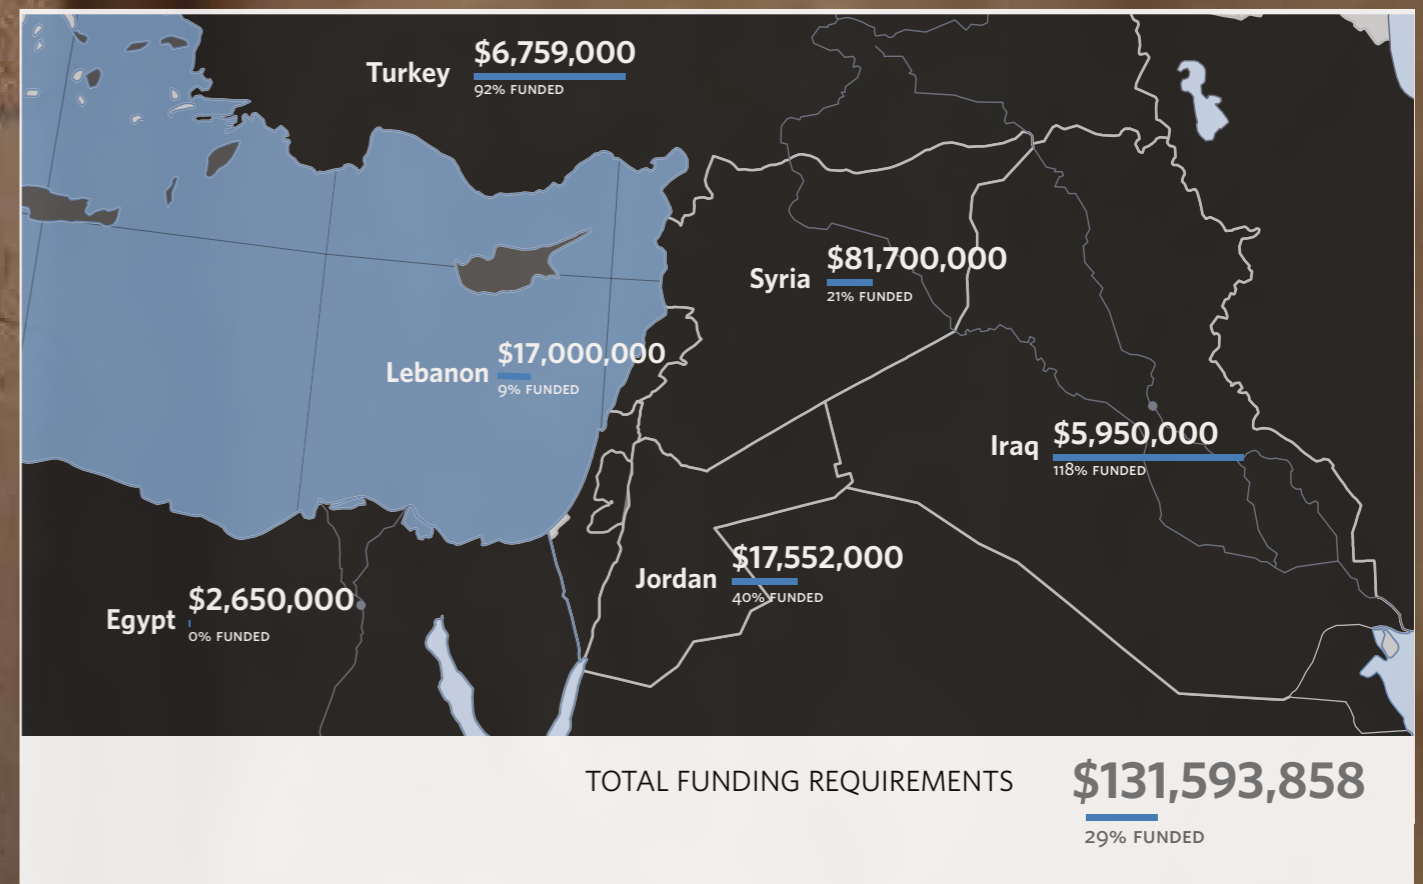 Turkey
$6,759,000
92% FUNDED
Syria
$81,700,000
21% FUNDED
Lebanon
$17,000,000
9% FUNDED
Iraq
$5,950,000
118% FUNDED
Jordan
$17,552,000
40% FUNDED
Egypt
$2,650,000
0% FUNDED
TOTAL FUNDING REQUIREMENTS
$131,593,858
29% FUNDED